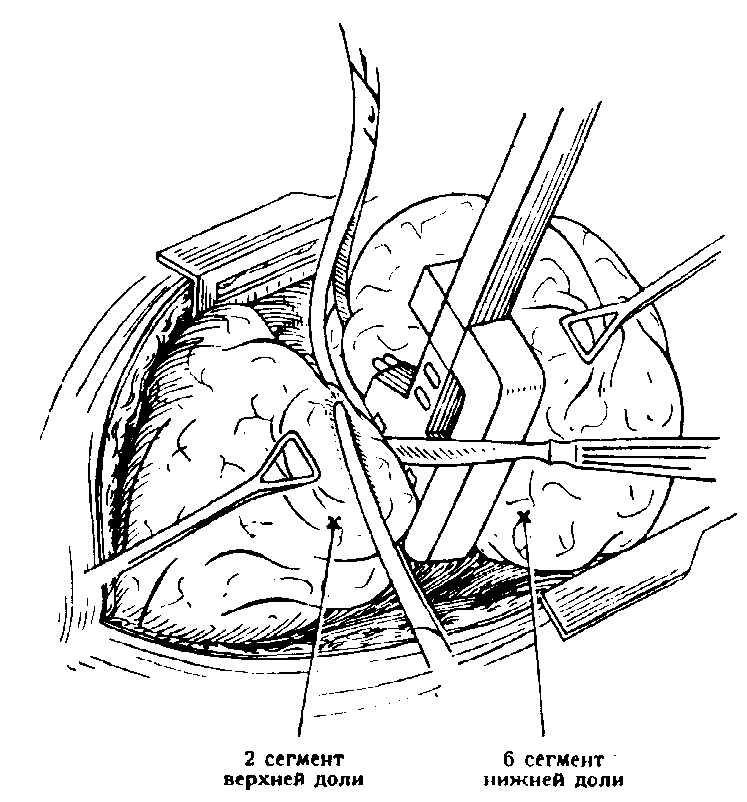 2 сегмент
верхней доли
6 сегмент
нижней доли